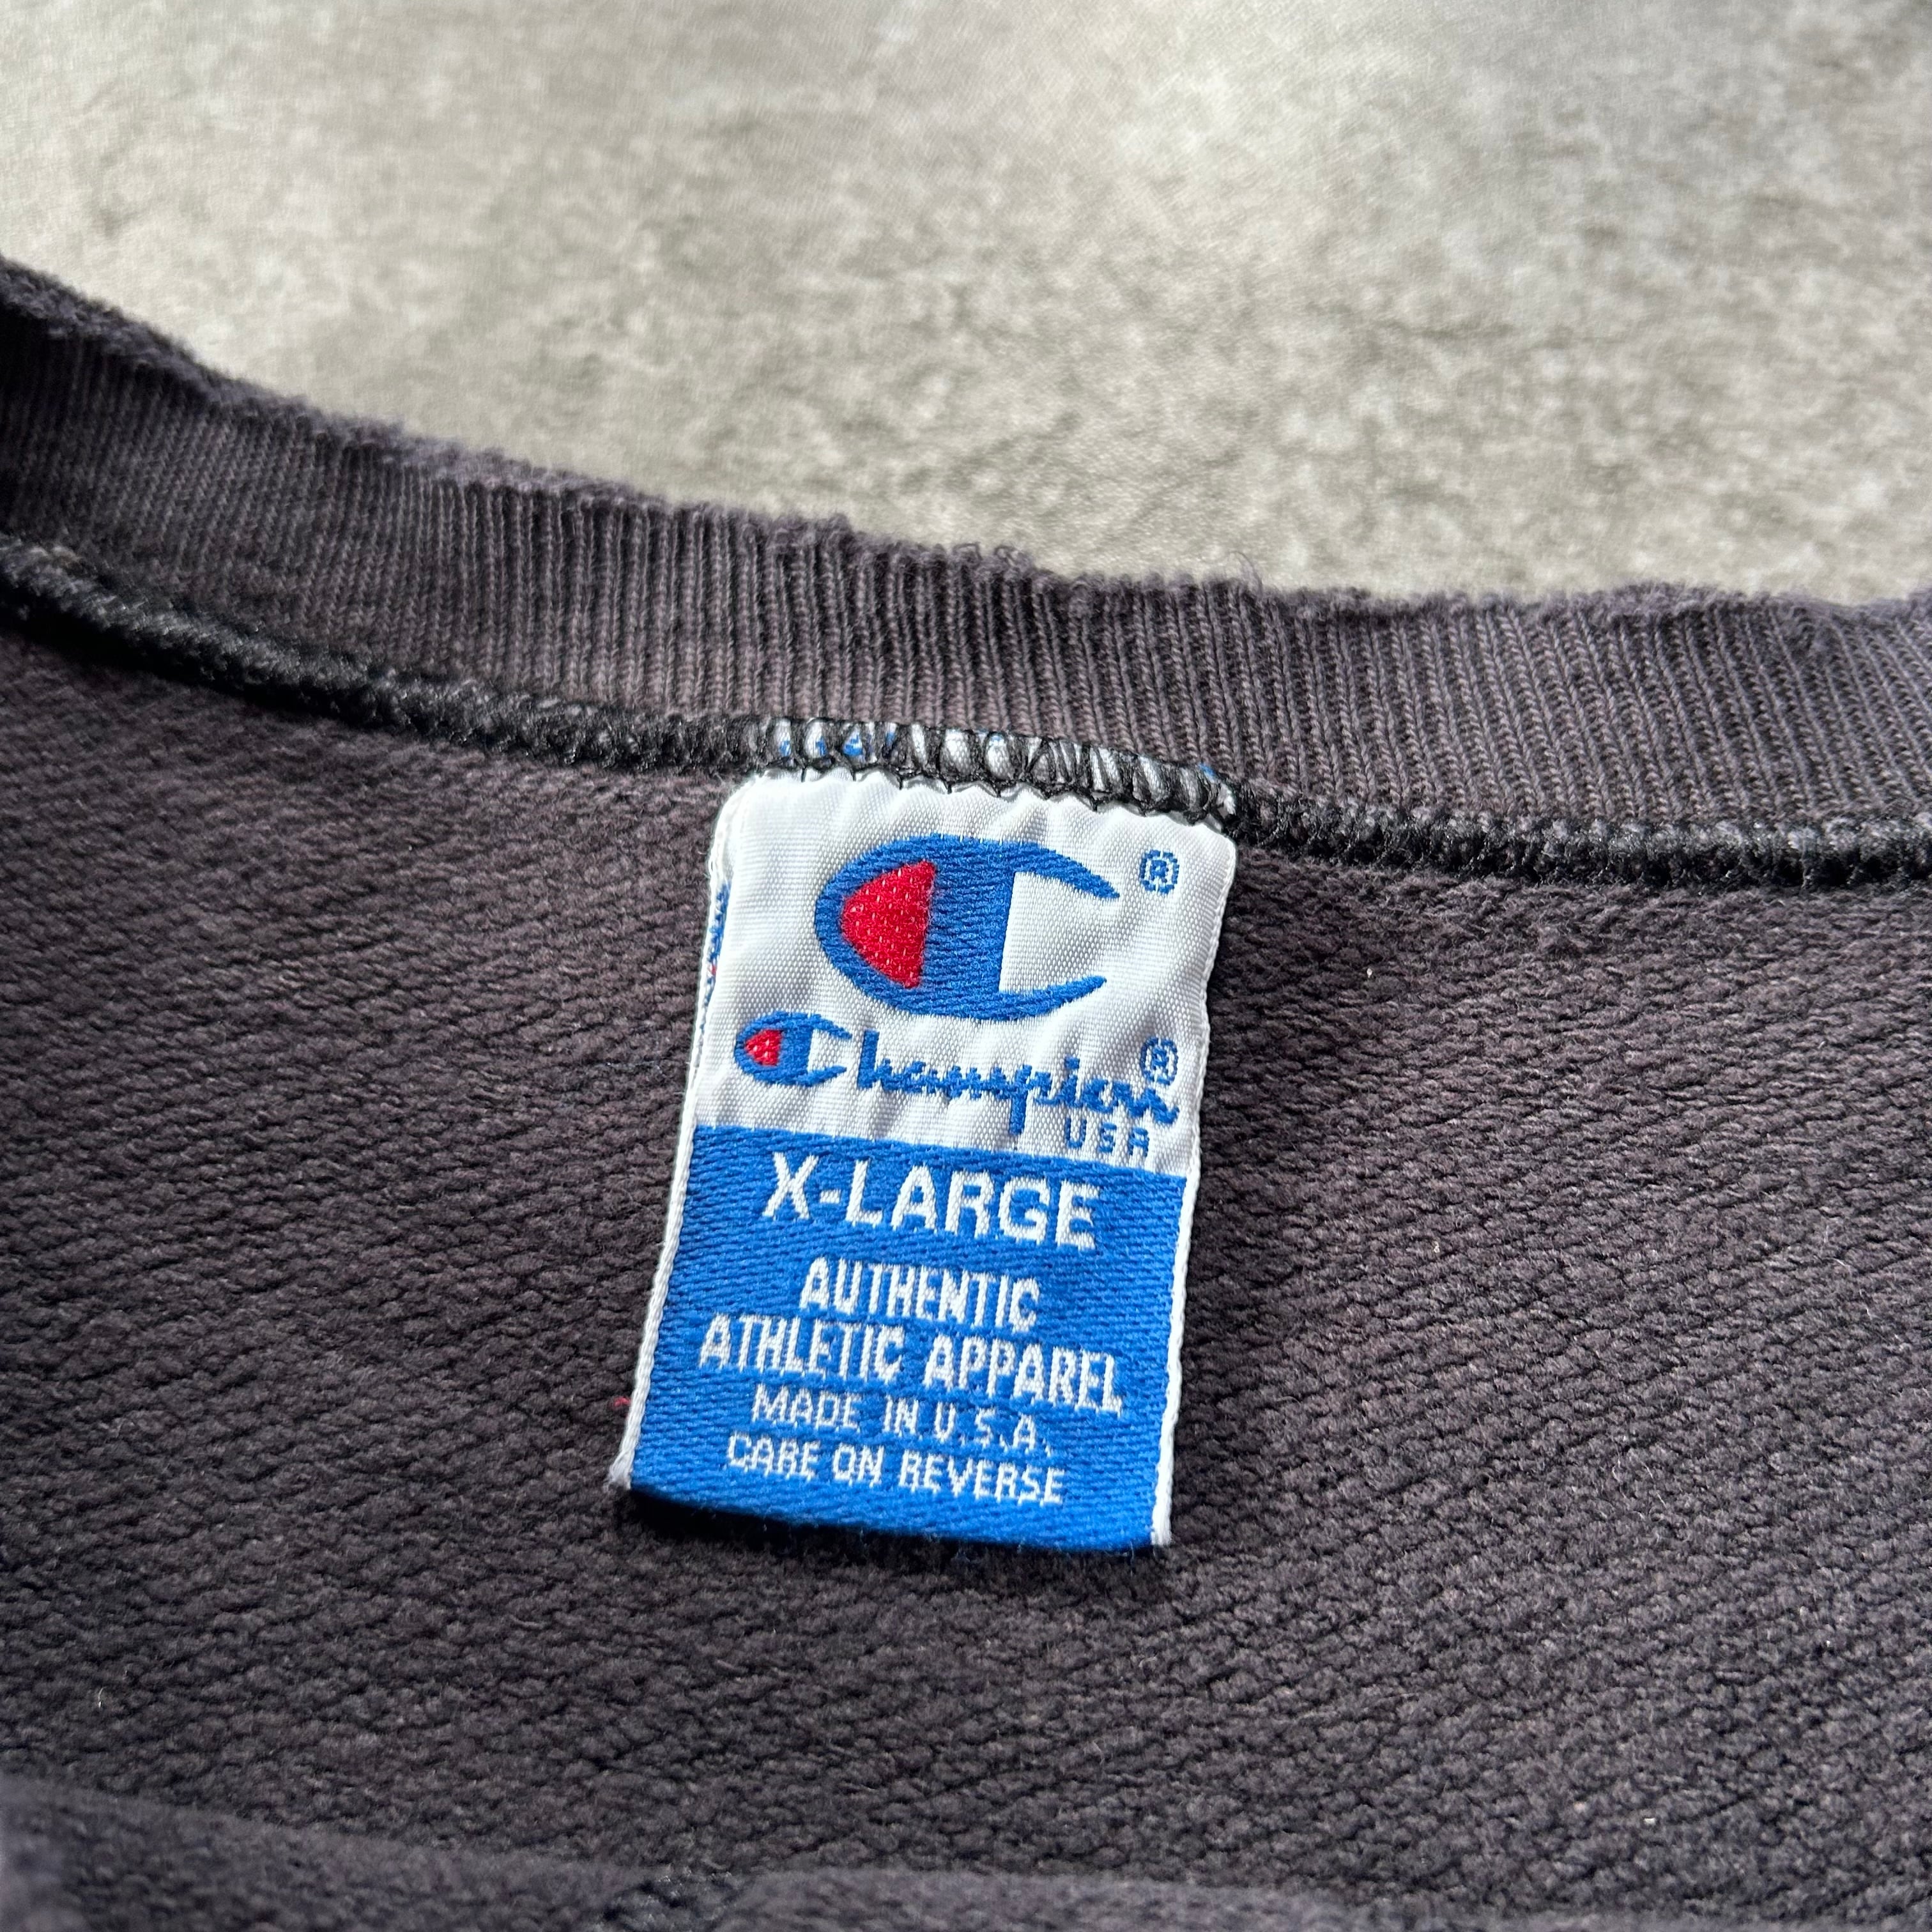 ®
Champion®
USA
X-LARGE
AUTHENTIC
ATHLETIC APPAREL
MADE IN U.S.A.
CARE ON REVERSE